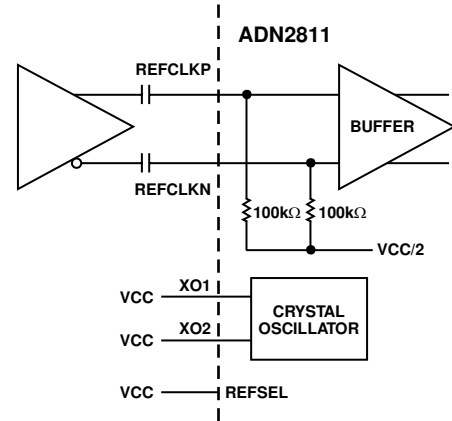 ADN2811
REFCLKP
BUFFER
REFCLKN
100kΩ 100kΩ
VCC/2
VCC XO1
CRYSTAL
OSCILLATOR
VCC XO2
VCC REFSEL